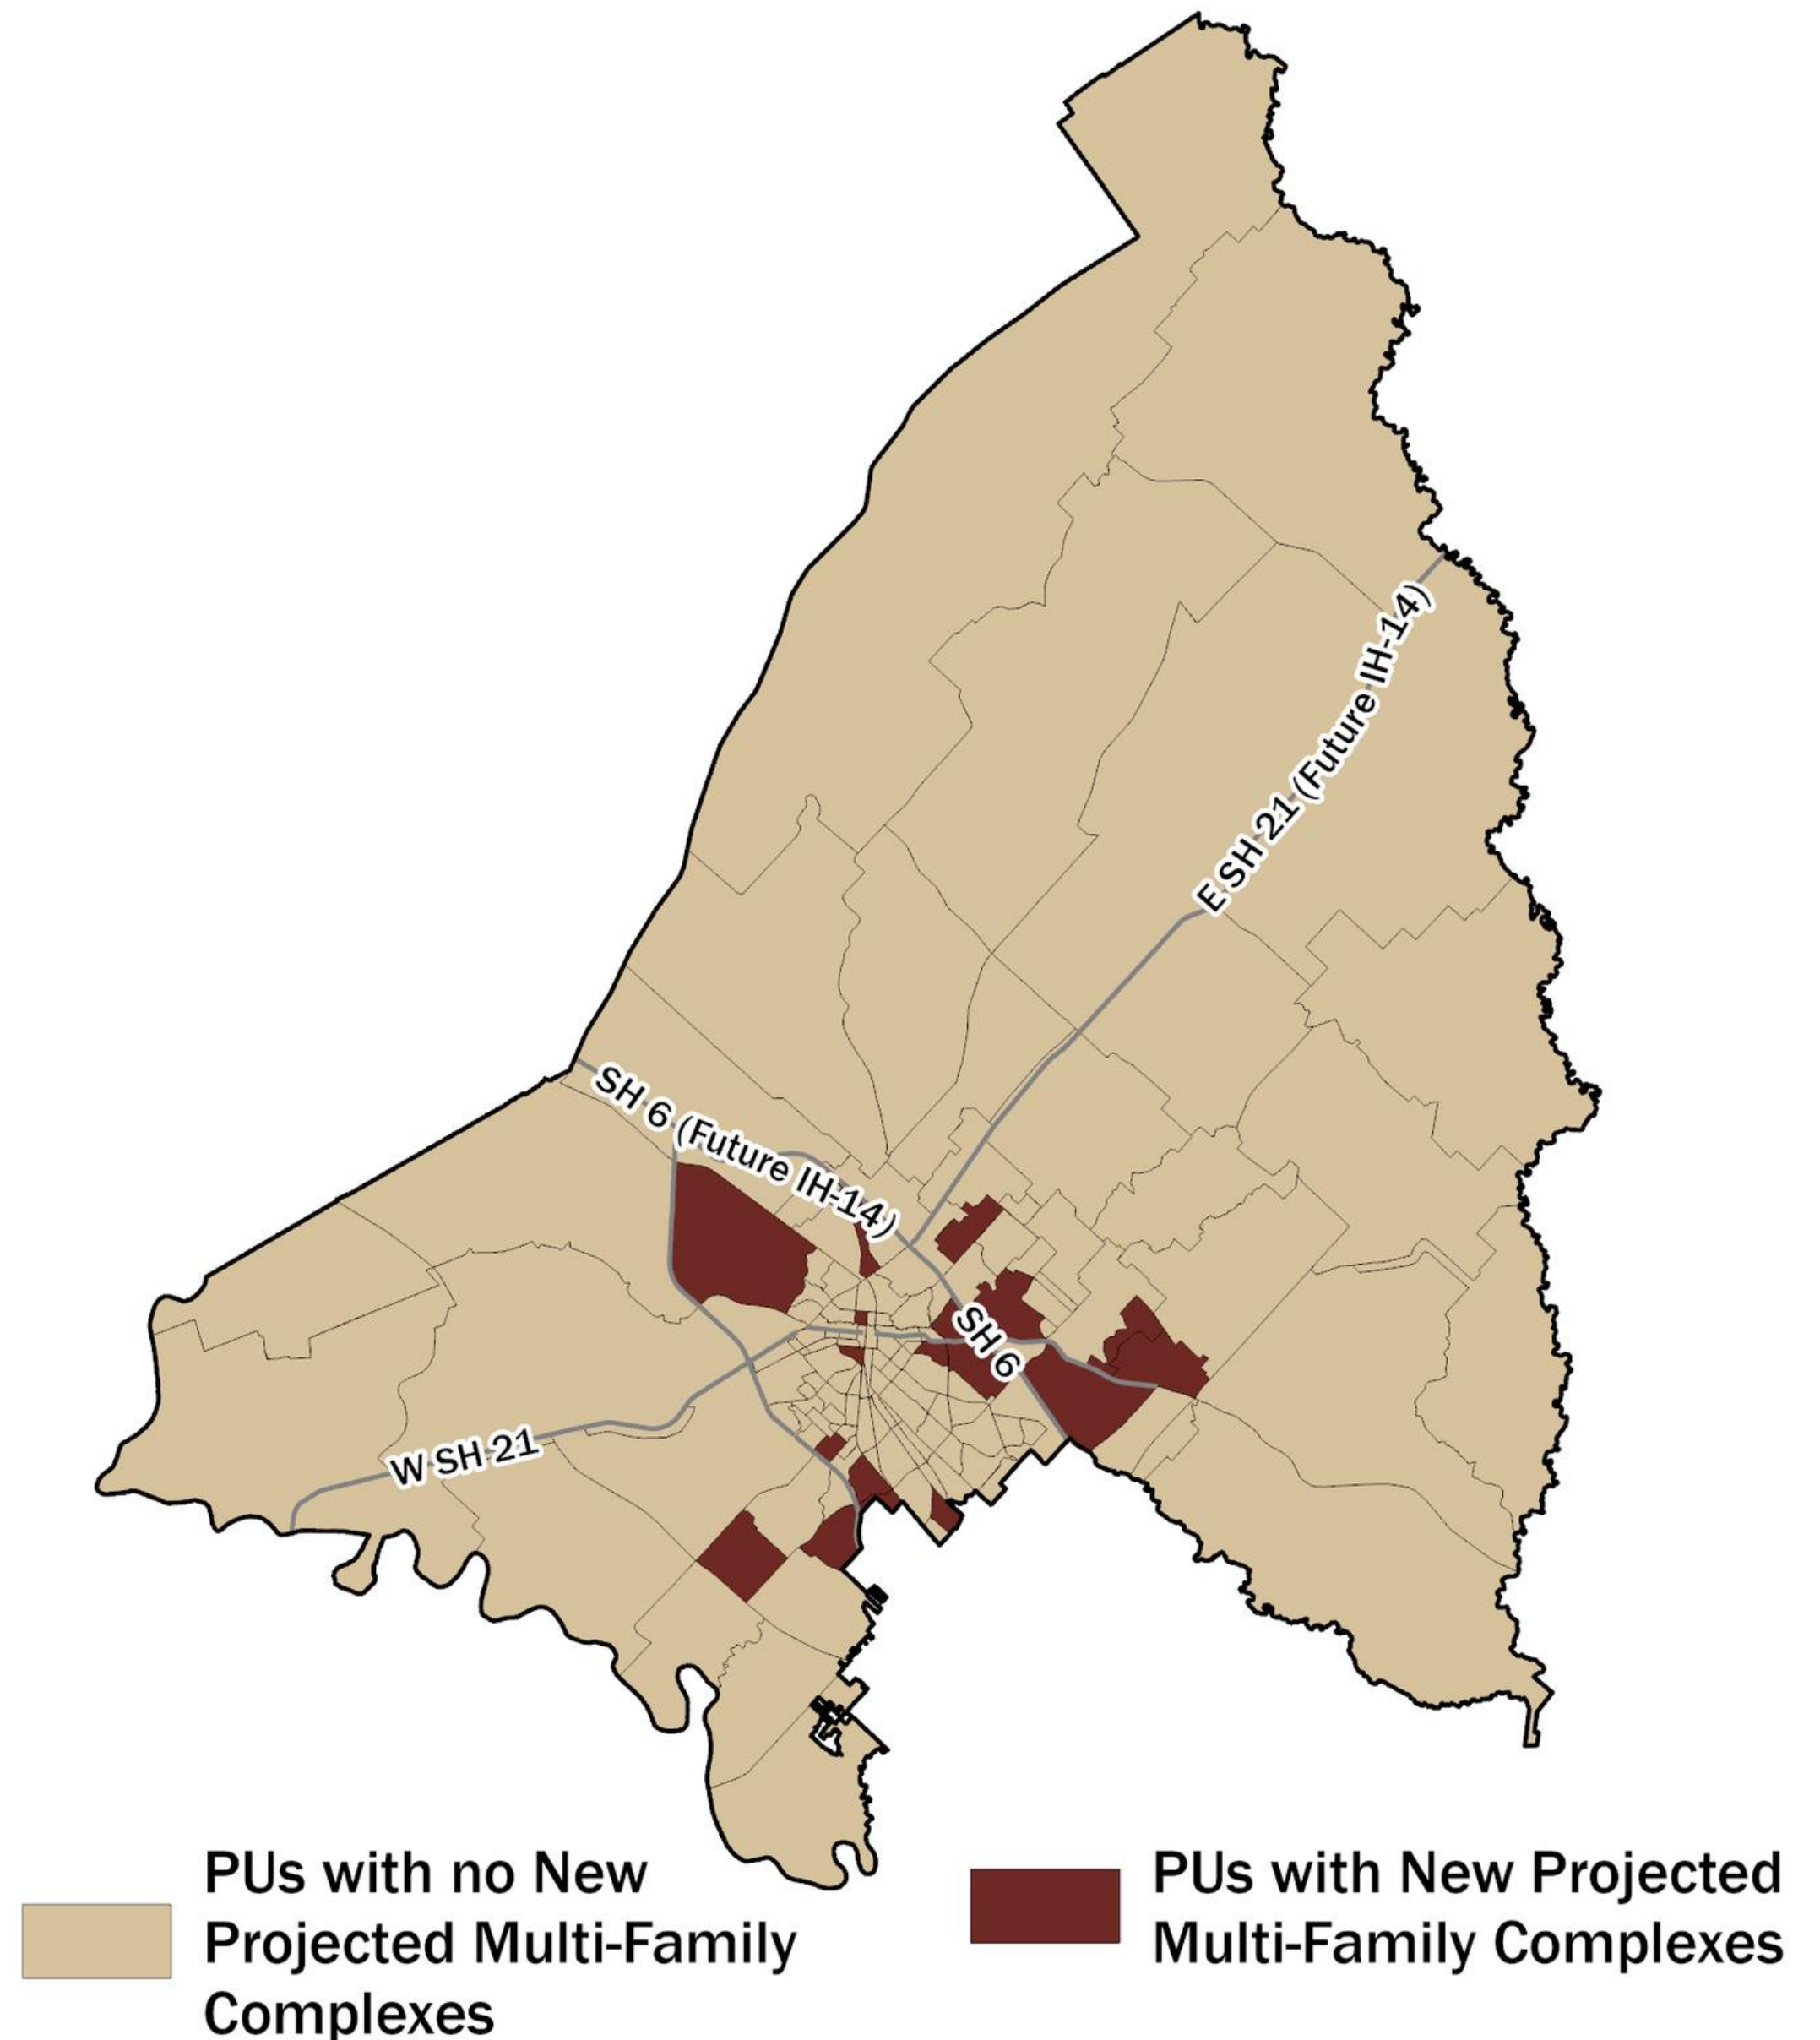 E SH 21 (Future IH-14)
SH 6 (Future IH-14)
SH 6
W SH 21
PUs with no New
Projected Multi-Family
Complexes
PUs with New Projected
Multi-Family Complexes